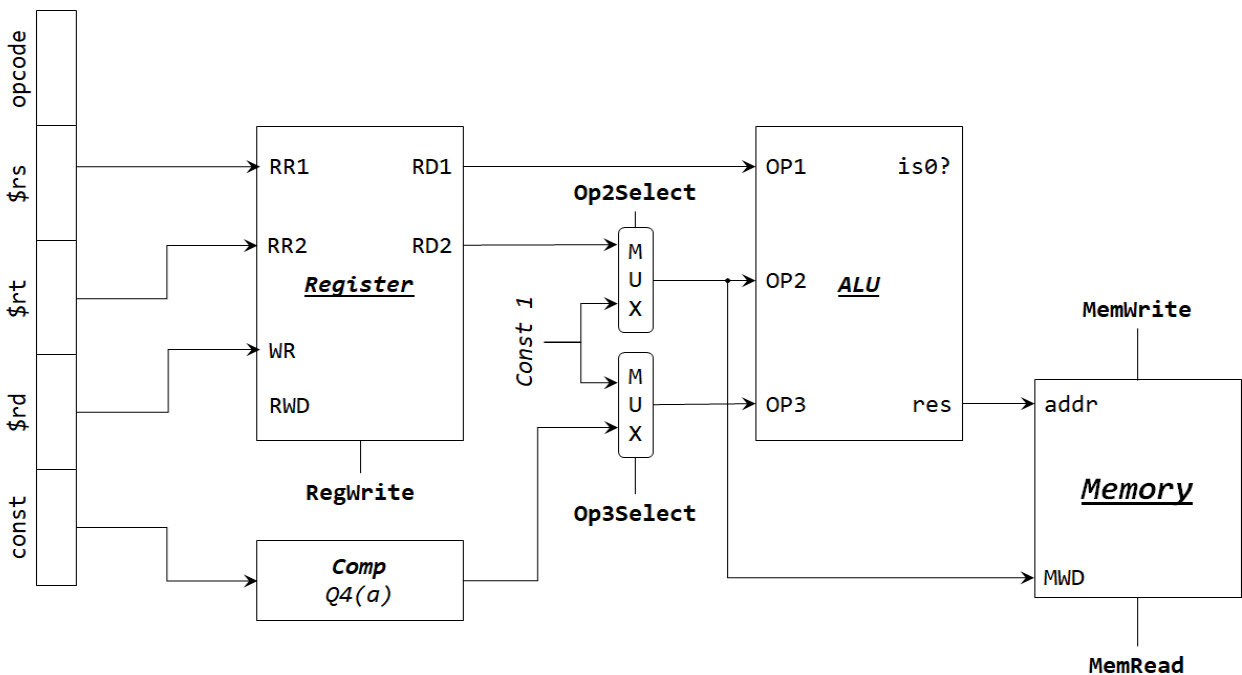 opcode
$rs
$rt
$rd
const
RR1
RD1
RR2
RD2
Register
WR
RWD
RegWrite
Comp
Q4(a)
Const 1
Op2Select
M
U
X
M
U
X
Op3Select
OP1
is0?
OP2
ALU
OP3
res
MemWrite
addr
Memory
MWD
MemRead